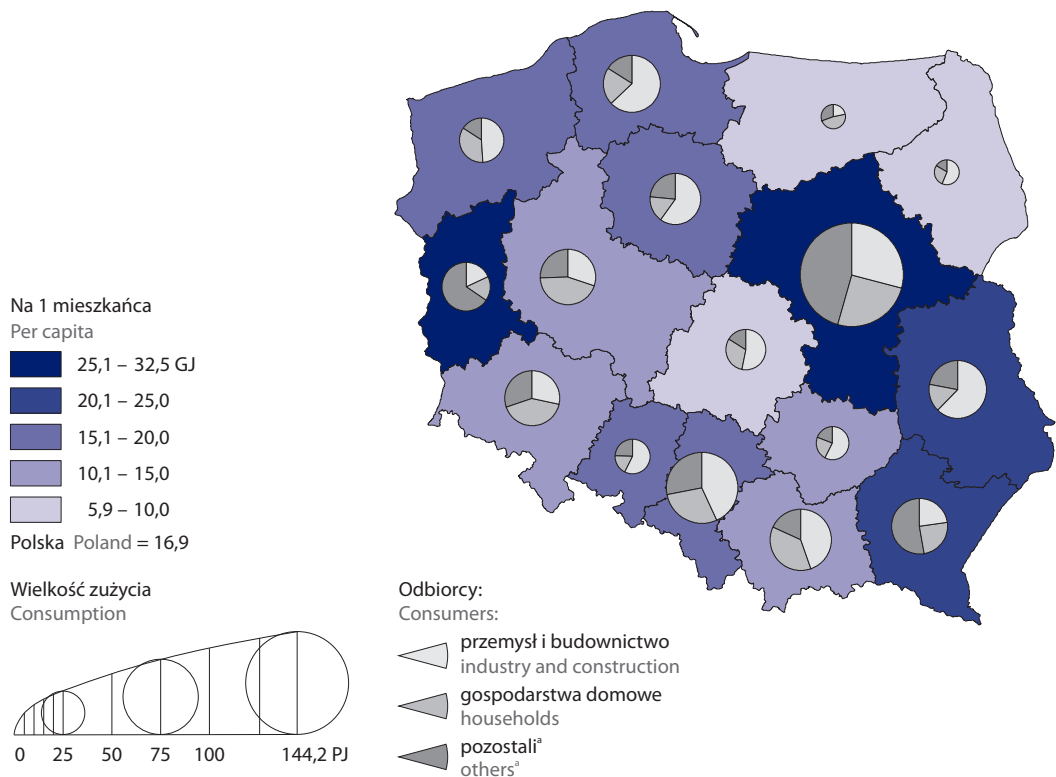 Na 1 mieszkańca
Per capita
25,1 – 32,5 GJ
20,1 – 25,0
15,1 – 20,0
10,1 – 15,0
5,9 – 10,0
Polska Poland = 16,9
Wielkość zużycia
Consumption
0 25 50 75 100 144,2 PJ
Odbiorcy:
Consumers:
przemysł i budownictwo
industry and construction
gospodarstwa domowe
households
pozostaliª
othersª